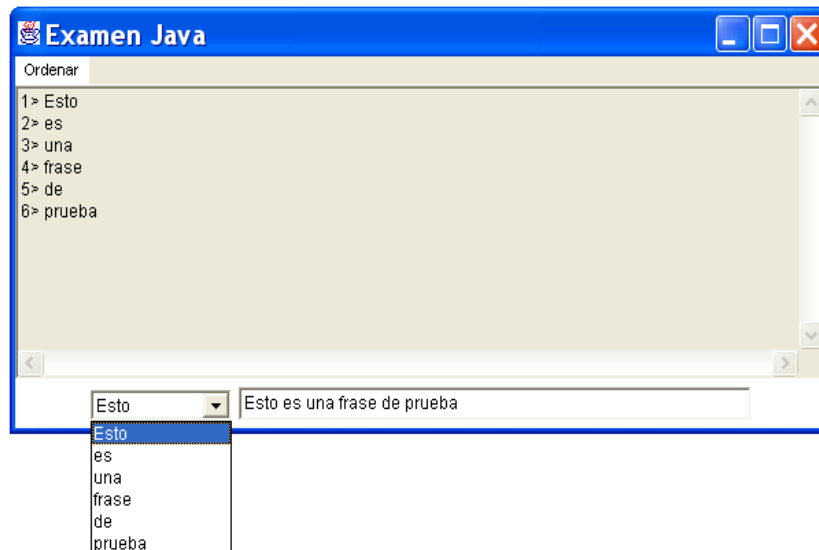 Examen Java
Ordenar
1> Esto
2> es
3> una
4> frase
5> de
6> prueba
Esto
Esto es una frase de prueba
Esto
es
una
frase
de
prueba